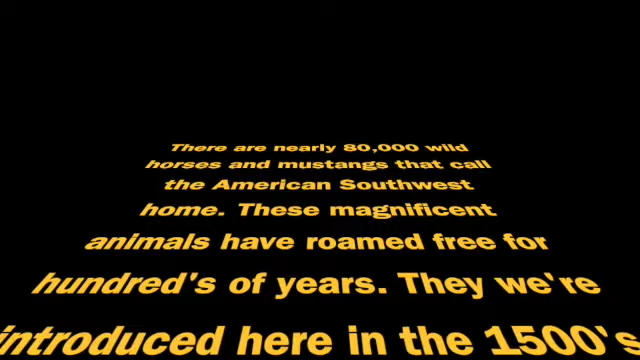 There are nearly 80,000 wild
horses and mustangs that call
the American Southwest
home. These magnificent
animals have roamed free for
hundred's of years. They we're
introduced here in the 1500's